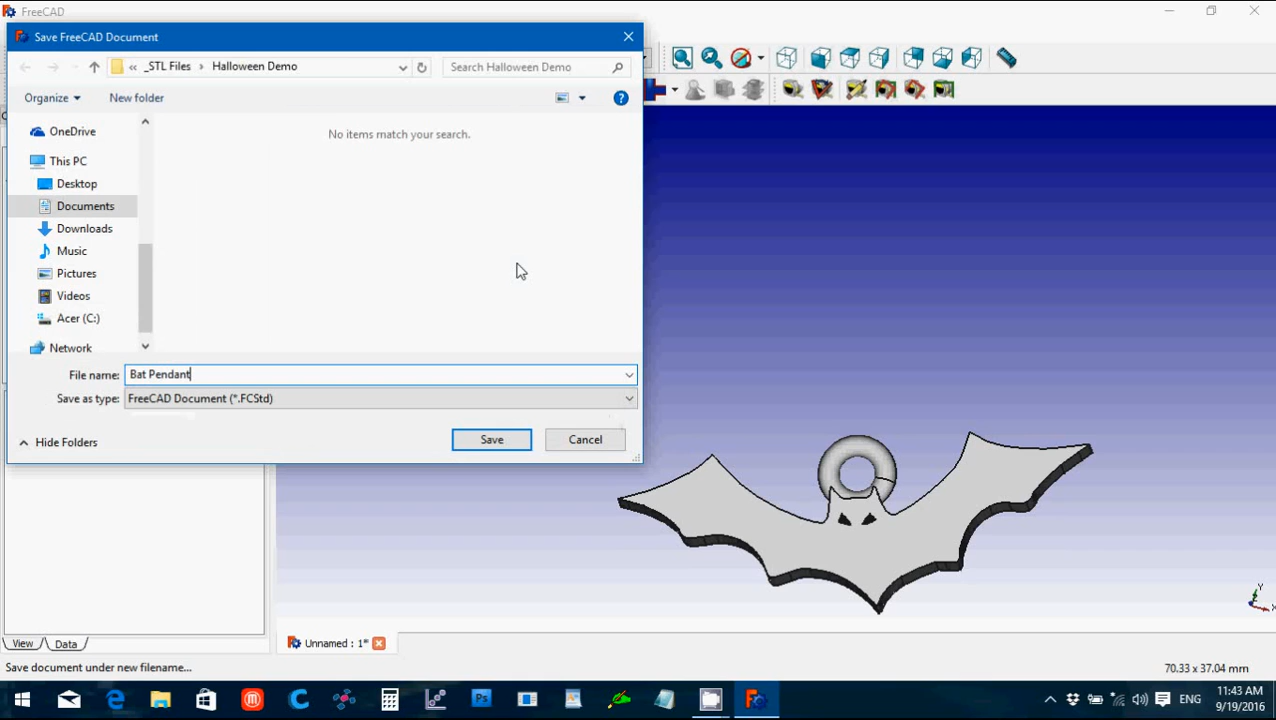 FreeCAD
Save FreeCAD Document
« _STL Files › Halloween Demo
Search Halloween Demo
Organize
New folder
?
OneDrive
No items match your search.
This PC
Desktop
Documents
Downloads
Music
Pictures
Videos
Acer (C:)
Network
File name: Bat Pendant
Save as type: FreeCAD Document (*.FCStd)
Hide Folders
Save
Cancel
Y
View
Data
Unnamed : 1*
Save document under new filename...
70.33 x 37.04 mm
Ps
ENG
11:43 AM
9/19/2016